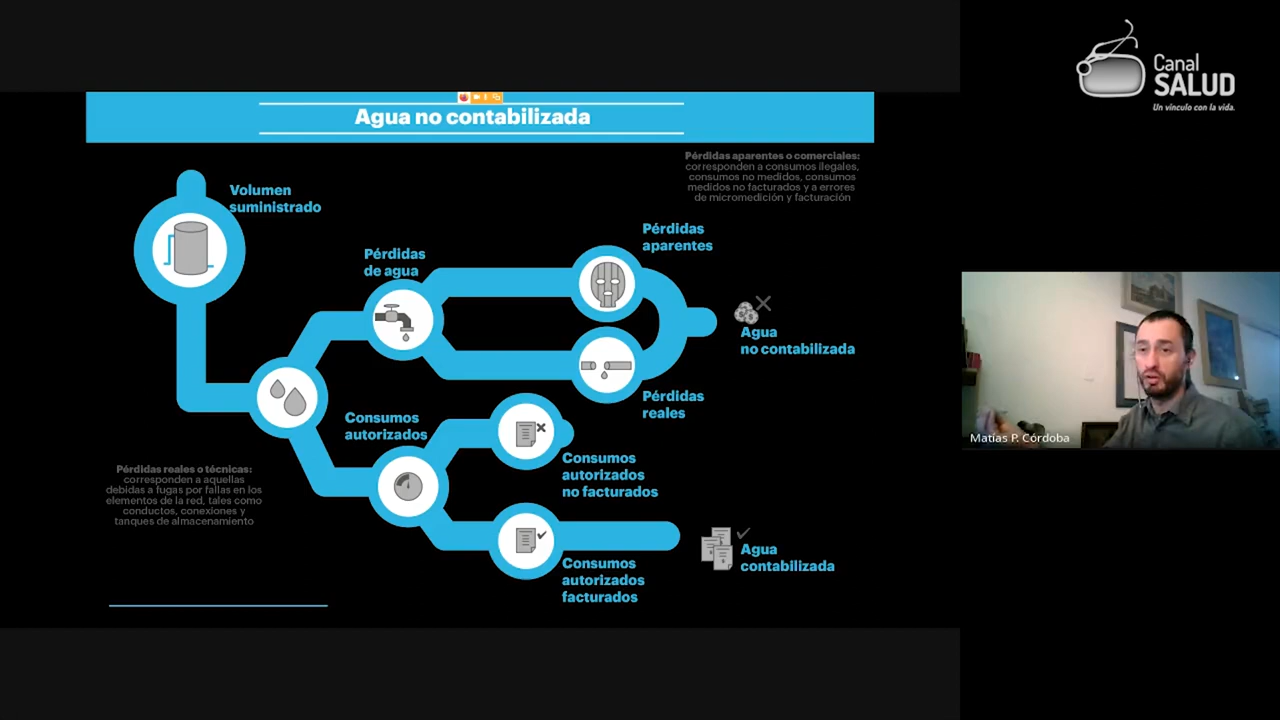 Canal
SALUD
Un vínculo con la vida.
Agua no contabilizada
Pérdidas aparentes o comerciales:
corresponden a consumos ilegales,
consumos no medidos, consumos
medidos no facturados y a errores
de micromedición y facturación
Volumen
suministrado
Pérdidas
de agua
Pérdidas
aparentes
Agua
no contabilizada
Pérdidas
reales
Consumos
autorizados
Consumos
autorizados
no facturados
Pérdidas reales o técnicas:
corresponden a aquellas
debidas a fugas por fallas en los
elementos de la red, tales como
conductos, conexiones y
tanques de almacenamiento
Agua
contabilizada
Consumos
autorizados
facturados
Matías P. Córdoba